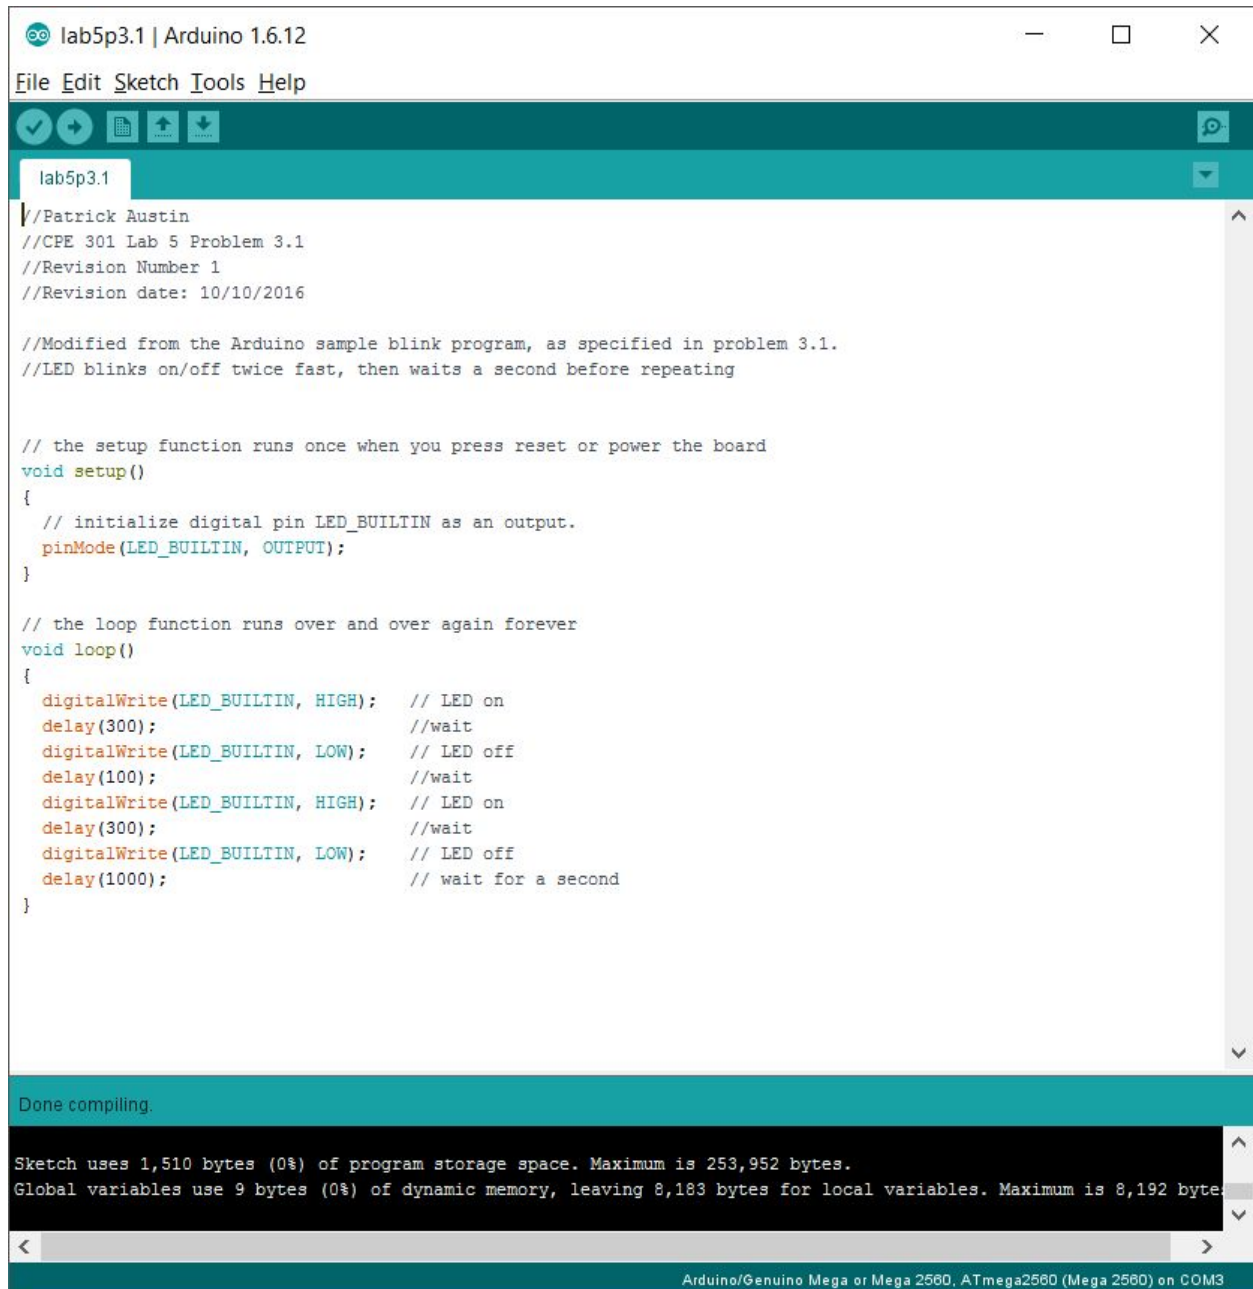 lab5p3.1 | Arduino 1.6.12
File Edit Sketch Tools Help
lab5p3.1
//Patrick Austin
//CPE 301 Lab 5 Problem 3.1
//Revision Number 1
//Revision date: 10/10/2016
//Modified from the Arduino sample blink program, as specified in problem 3.1.
//LED blinks on/off twice fast, then waits a second before repeating
// the setup function runs once when you press reset or power the board
void setup()
{
  // initialize digital pin LED_BUILTIN as an output.
  pinMode(LED_BUILTIN, OUTPUT);
}
// the loop function runs over and over again forever
void loop()
{
  digitalWrite(LED_BUILTIN, HIGH);   // LED on
  delay(300);                        //wait
  digitalWrite(LED_BUILTIN, LOW);    // LED off
  delay(100);                        //wait
  digitalWrite(LED_BUILTIN, HIGH);   // LED on
  delay(300);                        //wait
  digitalWrite(LED_BUILTIN, LOW);    // LED off
  delay(1000);                       // wait for a second
}
Done compiling.
Sketch uses 1,510 bytes (0%) of program storage space. Maximum is 253,952 bytes.
Global variables use 9 bytes (0%) of dynamic memory, leaving 8,183 bytes for local variables. Maximum is 8,192 byte
Arduino/Genuino Mega or Mega 2560, ATmega2560 (Mega 2560) on COM3